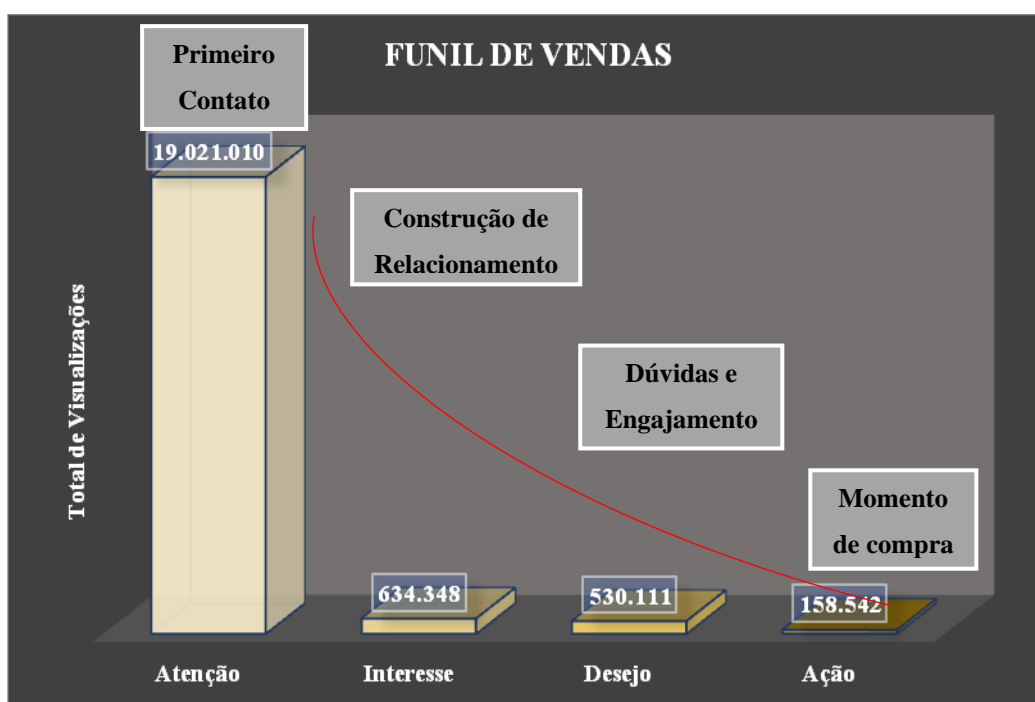 FUNIL DE VENDAS
Primeiro
Contato
19.021.010
Construção de
Relacionamento
Dúvidas e
Engajamento
Momento
de compra
Total de Visualizações
634.348
530.111
158.542
Atenção
Interesse
Desejo
Ação